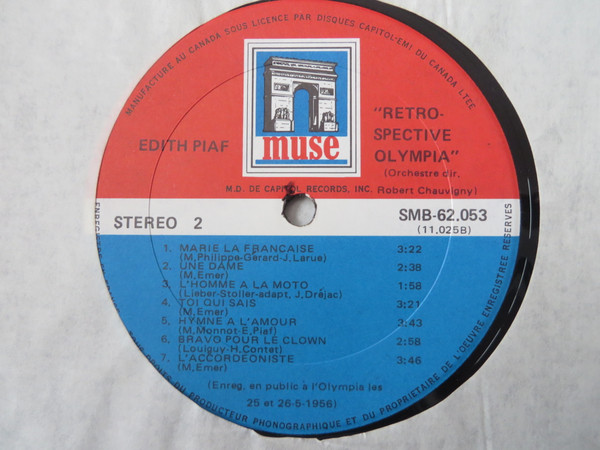 MANUFACTURE AU CANADA SOUS LICENCE PAR DISQUES CAPITOL/EMI DU CANADA LTEE
EDITH PIAF
muse
"RETRO-
SPECTIVE
OLYMPIA"
(Orchestre dir.
M.D. DE CAPITOL RECORDS, INC. Robert Chauvigny)
STEREO 2
SMB-62.053
(11.025B)
1. MARIE LA FRANCAISE 3:22
(M,Philippe-Gérard-J,Larue)
2. UNE DAME 2:38
(M,Emer)
3. L'HOMME A LA MOTO 1:58
(Lieber-Stoller-adapt, J,Dréjac)
4. TOI QUI SAIS 3:21
(M,Emer)
5. HYMNE A L'AMOUR 3:43
(M,Monnot-E,Piaf)
6. BRAVO POUR LE CLOWN 2:58
(Louiguy-H,Contet)
7. L'ACCORDEONISTE 3:46
(M,Emer)
(Enreg, en public à l'Olympia les
25 et 26-5-1956)
DU PRODUCTEUR PHONOGRAPHIQUE ET DU PROPRIETAIRE DE L'OEUVRE ENREGISTREE RESERVES